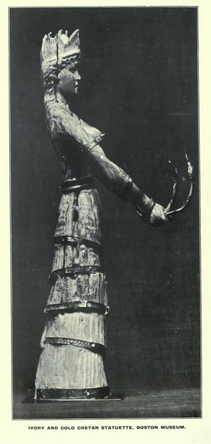 IVORY AND GOLD CRETAN STATUETTE, BOSTON MUSEUM.